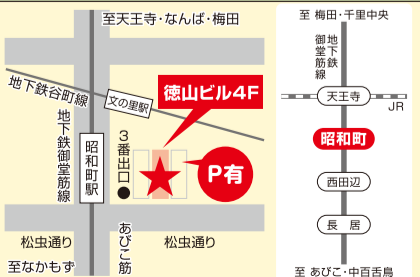 至天王寺・なんば・梅田
地下鉄谷町線
文の里駅
徳山ビル4F
地下鉄御堂筋線
昭和町駅
3番出口
P有
松虫通り
あびこ筋
松虫通り
至なかもず
至 梅田・千里中央
地下鉄
御堂筋線
天王寺
JR
昭和町
西田辺
長居
至 あびこ・中百舌鳥